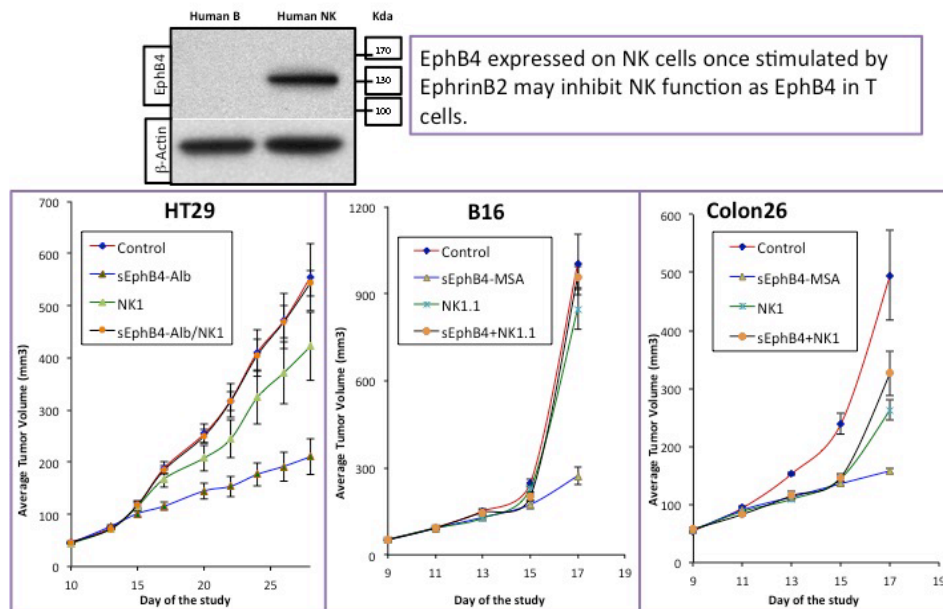 Human B Human NK Kda
EphB4
170
130
100
β-Actin
EphB4 expressed on NK cells once stimulated by
EphrinB2 may inhibit NK function as EphB4 in T
cells.
HT29
Control
sEphB4-Alb
NK1
sEphB4-Alb/NK1
Average Tumor Volume (mm3)
700
600
500
400
300
200
100
0
10 15 20 25
Day of the study
B16
Control
sEphB4-MSA
NK1.1
sEphB4+NK1.1
Average Tumor Volume (mm3)
1200
900
600
300
0
9 11 13 15 17 19
Day of the study
Colon26
Control
sEphB4-MSA
NK1
sEphB4+NK1
Average Tumor Volume (mm3)
600
500
400
300
200
100
0
9 11 13 15 17 19
Day of the study